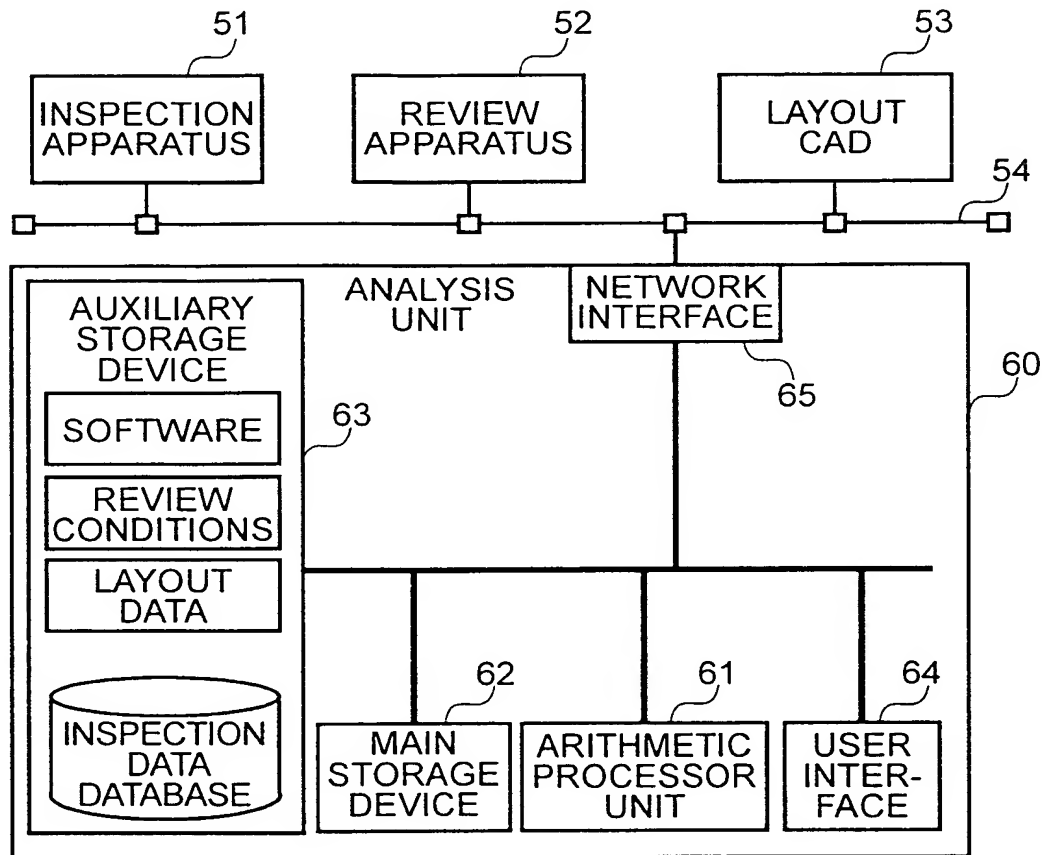 51
52
53
INSPECTION
APPARATUS
REVIEW
APPARATUS
LAYOUT
CAD
54
ANALYSIS
UNIT
NETWORK
INTERFACE
65
60
AUXILIARY
STORAGE
DEVICE
63
SOFTWARE
REVIEW
CONDITIONS
LAYOUT
DATA
INSPECTION
DATA
DATABASE
62
61
64
MAIN
STORAGE
DEVICE
ARITHMETIC
PROCESSOR
UNIT
USER
INTER-
FACE